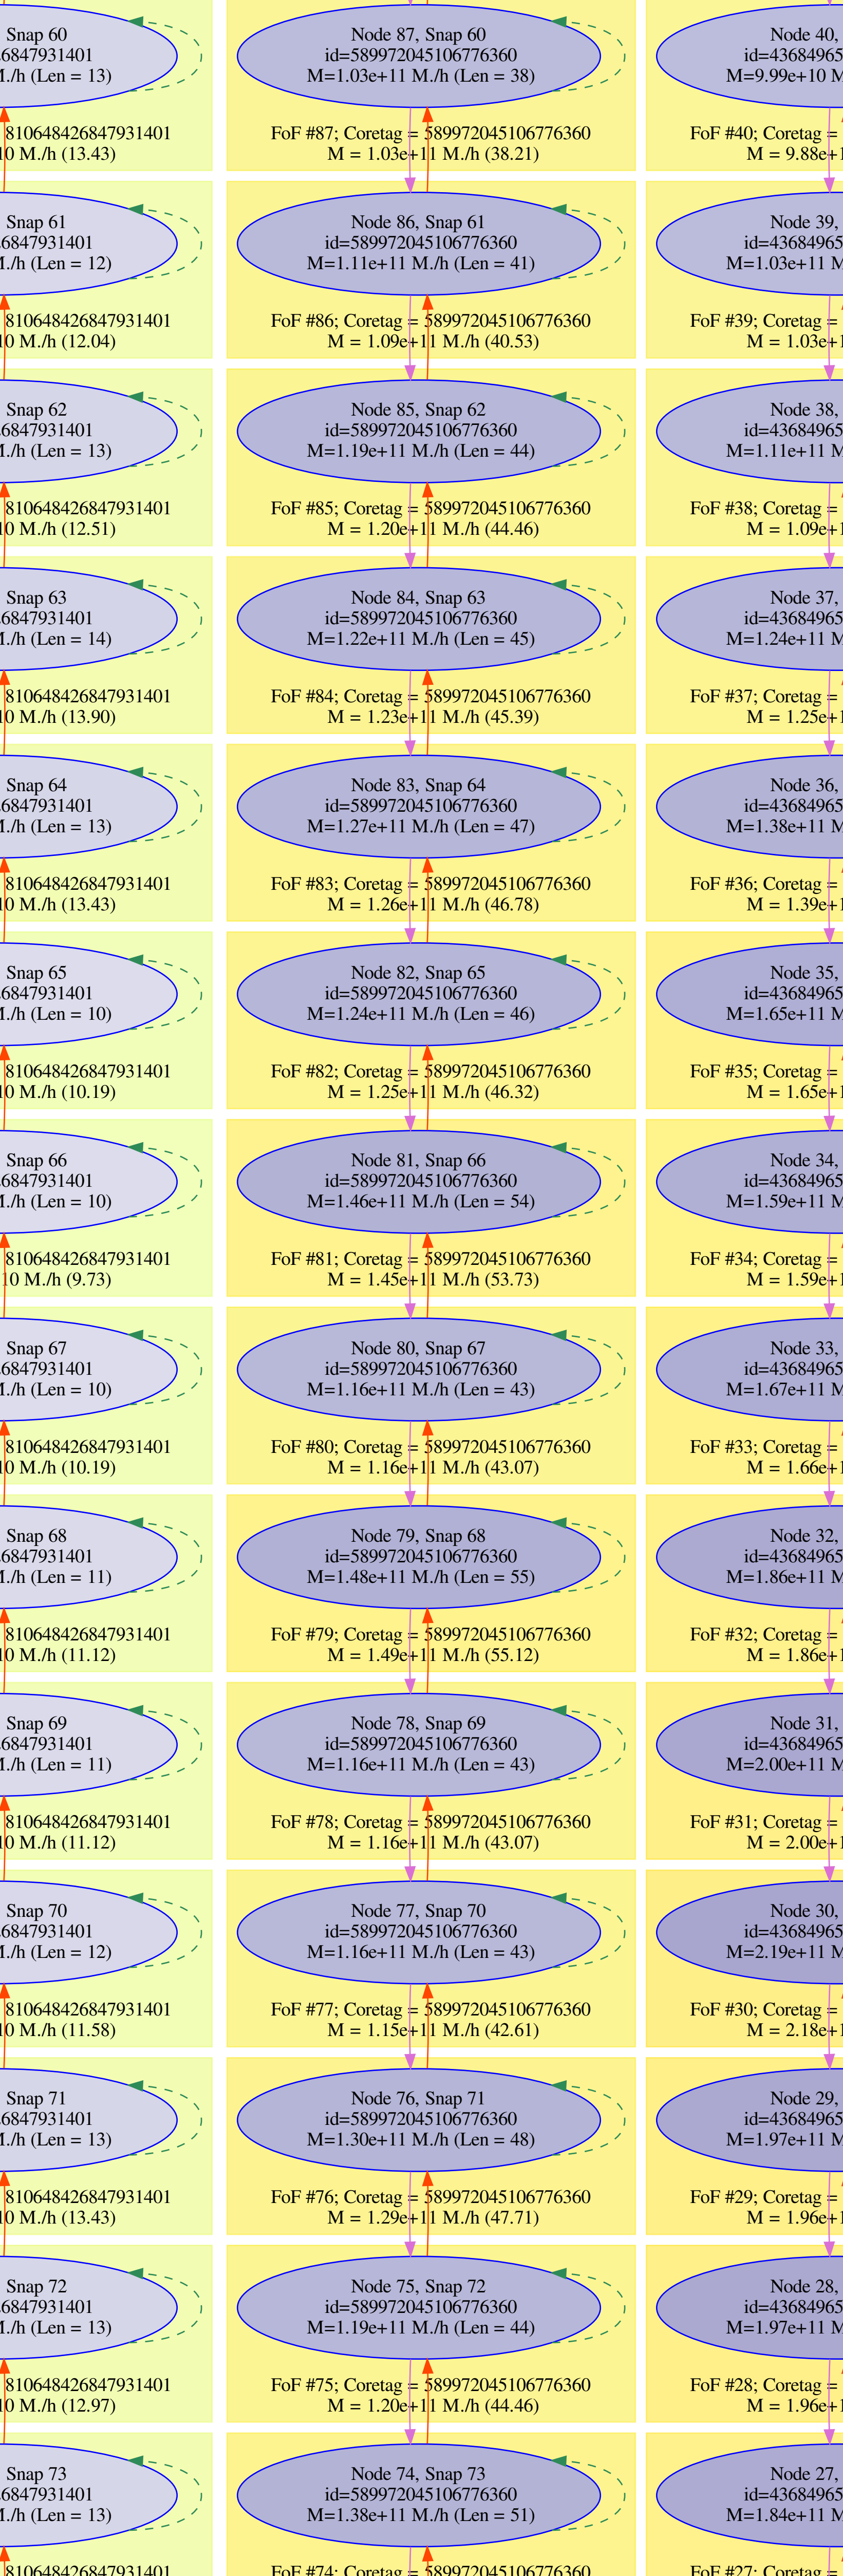 Snap 60
6847931401
M./h (Len = 13)
810648426847931401
10 M./h (13.43)
Snap 61
6847931401
M./h (Len = 12)
810648426847931401
10 M./h (12.04)
Snap 62
6847931401
M./h (Len = 13)
810648426847931401
10 M./h (12.51)
Snap 63
6847931401
M./h (Len = 14)
810648426847931401
10 M./h (13.90)
Snap 64
6847931401
M./h (Len = 13)
810648426847931401
10 M./h (13.43)
Snap 65
6847931401
M./h (Len = 10)
810648426847931401
10 M./h (10.19)
Snap 66
6847931401
M./h (Len = 10)
810648426847931401
10 M./h (9.73)
Snap 67
6847931401
M./h (Len = 10)
810648426847931401
10 M./h (10.19)
Snap 68
6847931401
M./h (Len = 11)
810648426847931401
10 M./h (11.12)
Snap 69
6847931401
M./h (Len = 11)
810648426847931401
10 M./h (11.12)
Snap 70
6847931401
M./h (Len = 12)
810648426847931401
10 M./h (11.58)
Snap 71
6847931401
M./h (Len = 13)
810648426847931401
10 M./h (13.43)
Snap 72
6847931401
M./h (Len = 13)
810648426847931401
10 M./h (12.97)
Snap 73
6847931401
M./h (Len = 13)
810648426847931401
Node 87, Snap 60
id=589972045106776360
M=1.03e+11 M./h (Len = 38)
FoF #87; Coretag = 589972045106776360
M = 1.03e+11 M./h (38.21)
Node 86, Snap 61
id=589972045106776360
M=1.11e+11 M./h (Len = 41)
FoF #86; Coretag = 589972045106776360
M = 1.09e+11 M./h (40.53)
Node 85, Snap 62
id=589972045106776360
M=1.19e+11 M./h (Len = 44)
FoF #85; Coretag = 589972045106776360
M = 1.20e+11 M./h (44.46)
Node 84, Snap 63
id=589972045106776360
M=1.22e+11 M./h (Len = 45)
FoF #84; Coretag = 589972045106776360
M = 1.23e+11 M./h (45.39)
Node 83, Snap 64
id=589972045106776360
M=1.27e+11 M./h (Len = 47)
FoF #83; Coretag = 589972045106776360
M = 1.26e+11 M./h (46.78)
Node 82, Snap 65
id=589972045106776360
M=1.24e+11 M./h (Len = 46)
FoF #82; Coretag = 589972045106776360
M = 1.25e+11 M./h (46.32)
Node 81, Snap 66
id=589972045106776360
M=1.46e+11 M./h (Len = 54)
FoF #81; Coretag = 589972045106776360
M = 1.45e+11 M./h (53.73)
Node 80, Snap 67
id=589972045106776360
M=1.16e+11 M./h (Len = 43)
FoF #80; Coretag = 589972045106776360
M = 1.16e+11 M./h (43.07)
Node 79, Snap 68
id=589972045106776360
M=1.48e+11 M./h (Len = 55)
FoF #79; Coretag = 589972045106776360
M = 1.49e+11 M./h (55.12)
Node 78, Snap 69
id=589972045106776360
M=1.16e+11 M./h (Len = 43)
FoF #78; Coretag = 589972045106776360
M = 1.16e+11 M./h (43.07)
Node 77, Snap 70
id=589972045106776360
M=1.16e+11 M./h (Len = 43)
FoF #77; Coretag = 589972045106776360
M = 1.15e+11 M./h (42.61)
Node 76, Snap 71
id=589972045106776360
M=1.30e+11 M./h (Len = 48)
FoF #76; Coretag = 589972045106776360
M = 1.29e+11 M./h (47.71)
Node 75, Snap 72
id=589972045106776360
M=1.19e+11 M./h (Len = 44)
FoF #75; Coretag = 589972045106776360
M = 1.20e+11 M./h (44.46)
Node 74, Snap 73
id=589972045106776360
M=1.38e+11 M./h (Len = 51)
FoF #74; Coretag = 589972045106776360
Node 40,
id=43684965
M=9.99e+10 M
FoF #40; Coretag =
M = 9.88e+1
Node 39,
id=43684965
M=1.03e+11 M
FoF #39; Coretag =
M = 1.03e+1
Node 38,
id=43684965
M=1.11e+11 M
FoF #38; Coretag =
M = 1.09e+1
Node 37,
id=43684965
M=1.24e+11 M
FoF #37; Coretag =
M = 1.25e+1
Node 36,
id=43684965
M=1.38e+11 M
FoF #36; Coretag =
M = 1.39e+1
Node 35,
id=43684965
M=1.65e+11 M
FoF #35; Coretag =
M = 1.65e+1
Node 34,
id=43684965
M=1.59e+11 M
FoF #34; Coretag =
M = 1.59e+1
Node 33,
id=43684965
M=1.67e+11 M
FoF #33; Coretag =
M = 1.66e+1
Node 32,
id=43684965
M=1.86e+11 M
FoF #32; Coretag =
M = 1.86e+1
Node 31,
id=43684965
M=2.00e+11 M
FoF #31; Coretag =
M = 2.00e+1
Node 30,
id=43684965
M=2.19e+11 M
FoF #30; Coretag =
M = 2.18e+1
Node 29,
id=43684965
M=1.97e+11 M
FoF #29; Coretag =
M = 1.96e+1
Node 28,
id=43684965
M=1.97e+11 M
FoF #28; Coretag =
M = 1.96e+1
Node 27,
id=43684965
M=1.84e+11 M
FoF #27; Coretag =